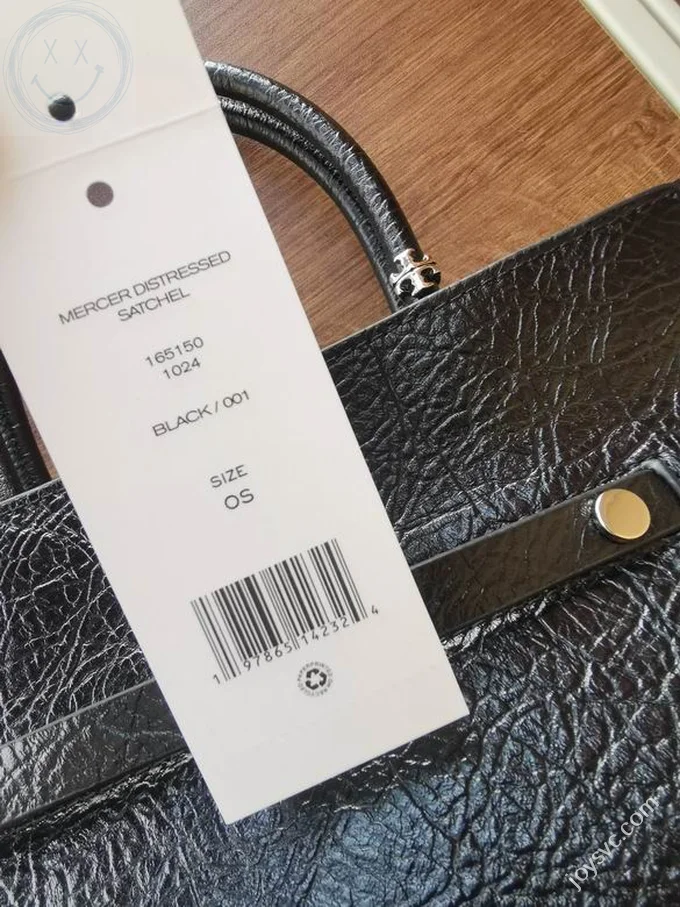 MERCER DISTRESSED
SATCHEL
165150
1024
BLACK / 001
SIZE
OS
1 97865 14232 4
joysvc.com